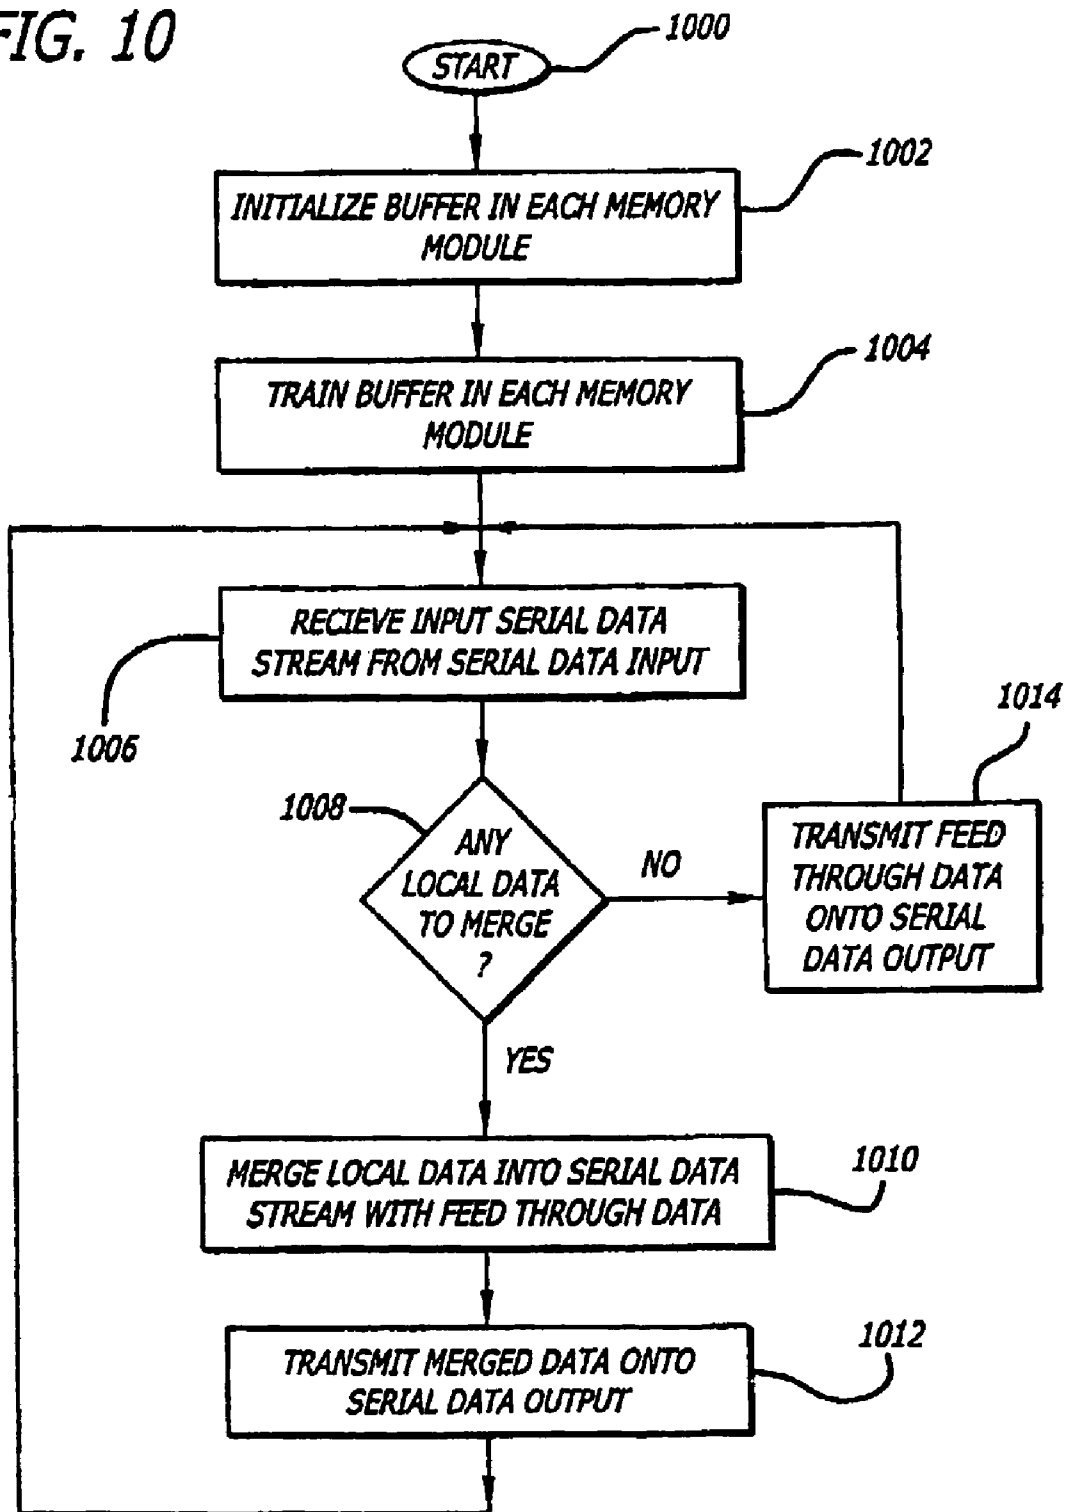 FIG. 10
START
1000
INITIALIZE BUFFER IN EACH MEMORY
MODULE
1002
TRAIN BUFFER IN EACH MEMORY
MODULE
1004
RECIEVE INPUT SERIAL DATA
STREAM FROM SERIAL DATA INPUT
1006
1008
ANY
LOCAL DATA
TO MERGE
?
NO
1014
TRANSMIT FEED
THROUGH DATA
ONTO SERIAL
DATA OUTPUT
YES
MERGE LOCAL DATA INTO SERIAL DATA
STREAM WITH FEED THROUGH DATA
1010
TRANSMIT MERGED DATA ONTO
SERIAL DATA OUTPUT
1012